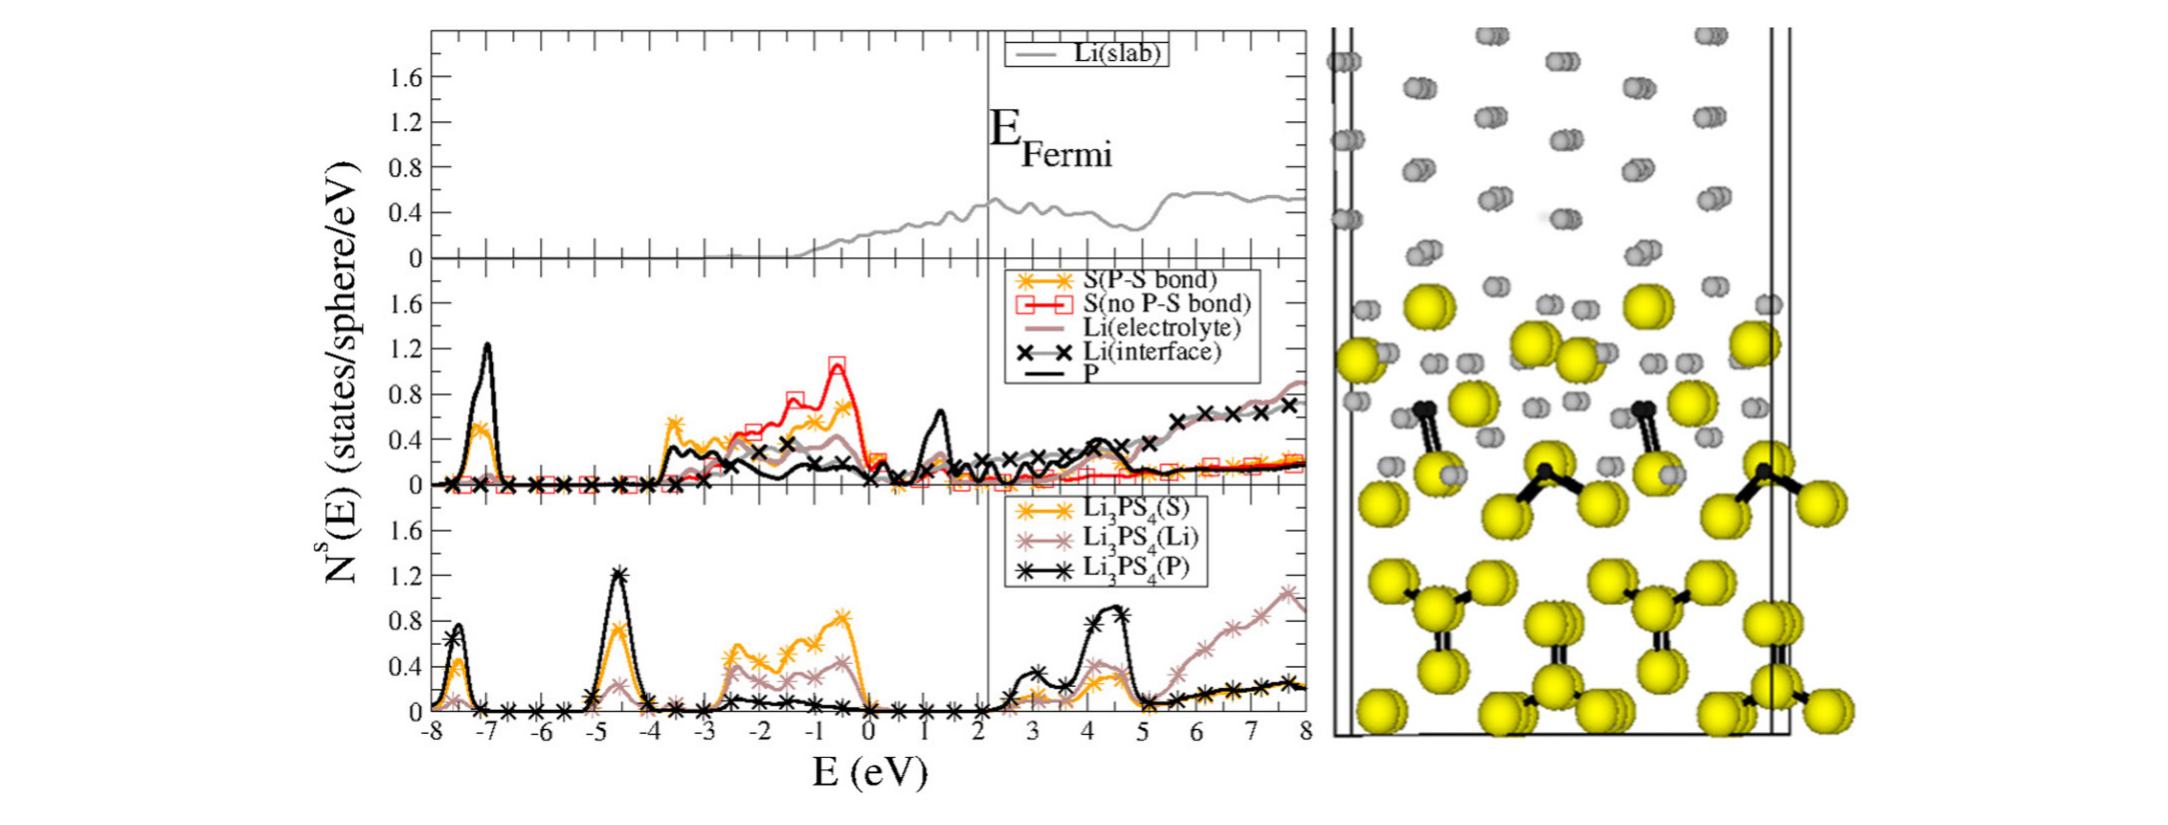 Li(slab)
1.6
1.2
0.8
0.4
0
E_Fermi
S(P-S bond)
S(no P-S bond)
Li(electrolyte)
Li(interface)
P
1.6
1.2
0.8
0.4
0
Li₃PS₄(S)
Li₃PS₄(Li)
Li₃PS₄(P)
1.6
1.2
0.8
0.4
0
-8 -7 -6 -5 -4 -3 -2 -1 0 1 2 3 4 5 6 7 8
E (eV)
Nˢ(E) (states/sphere/eV)